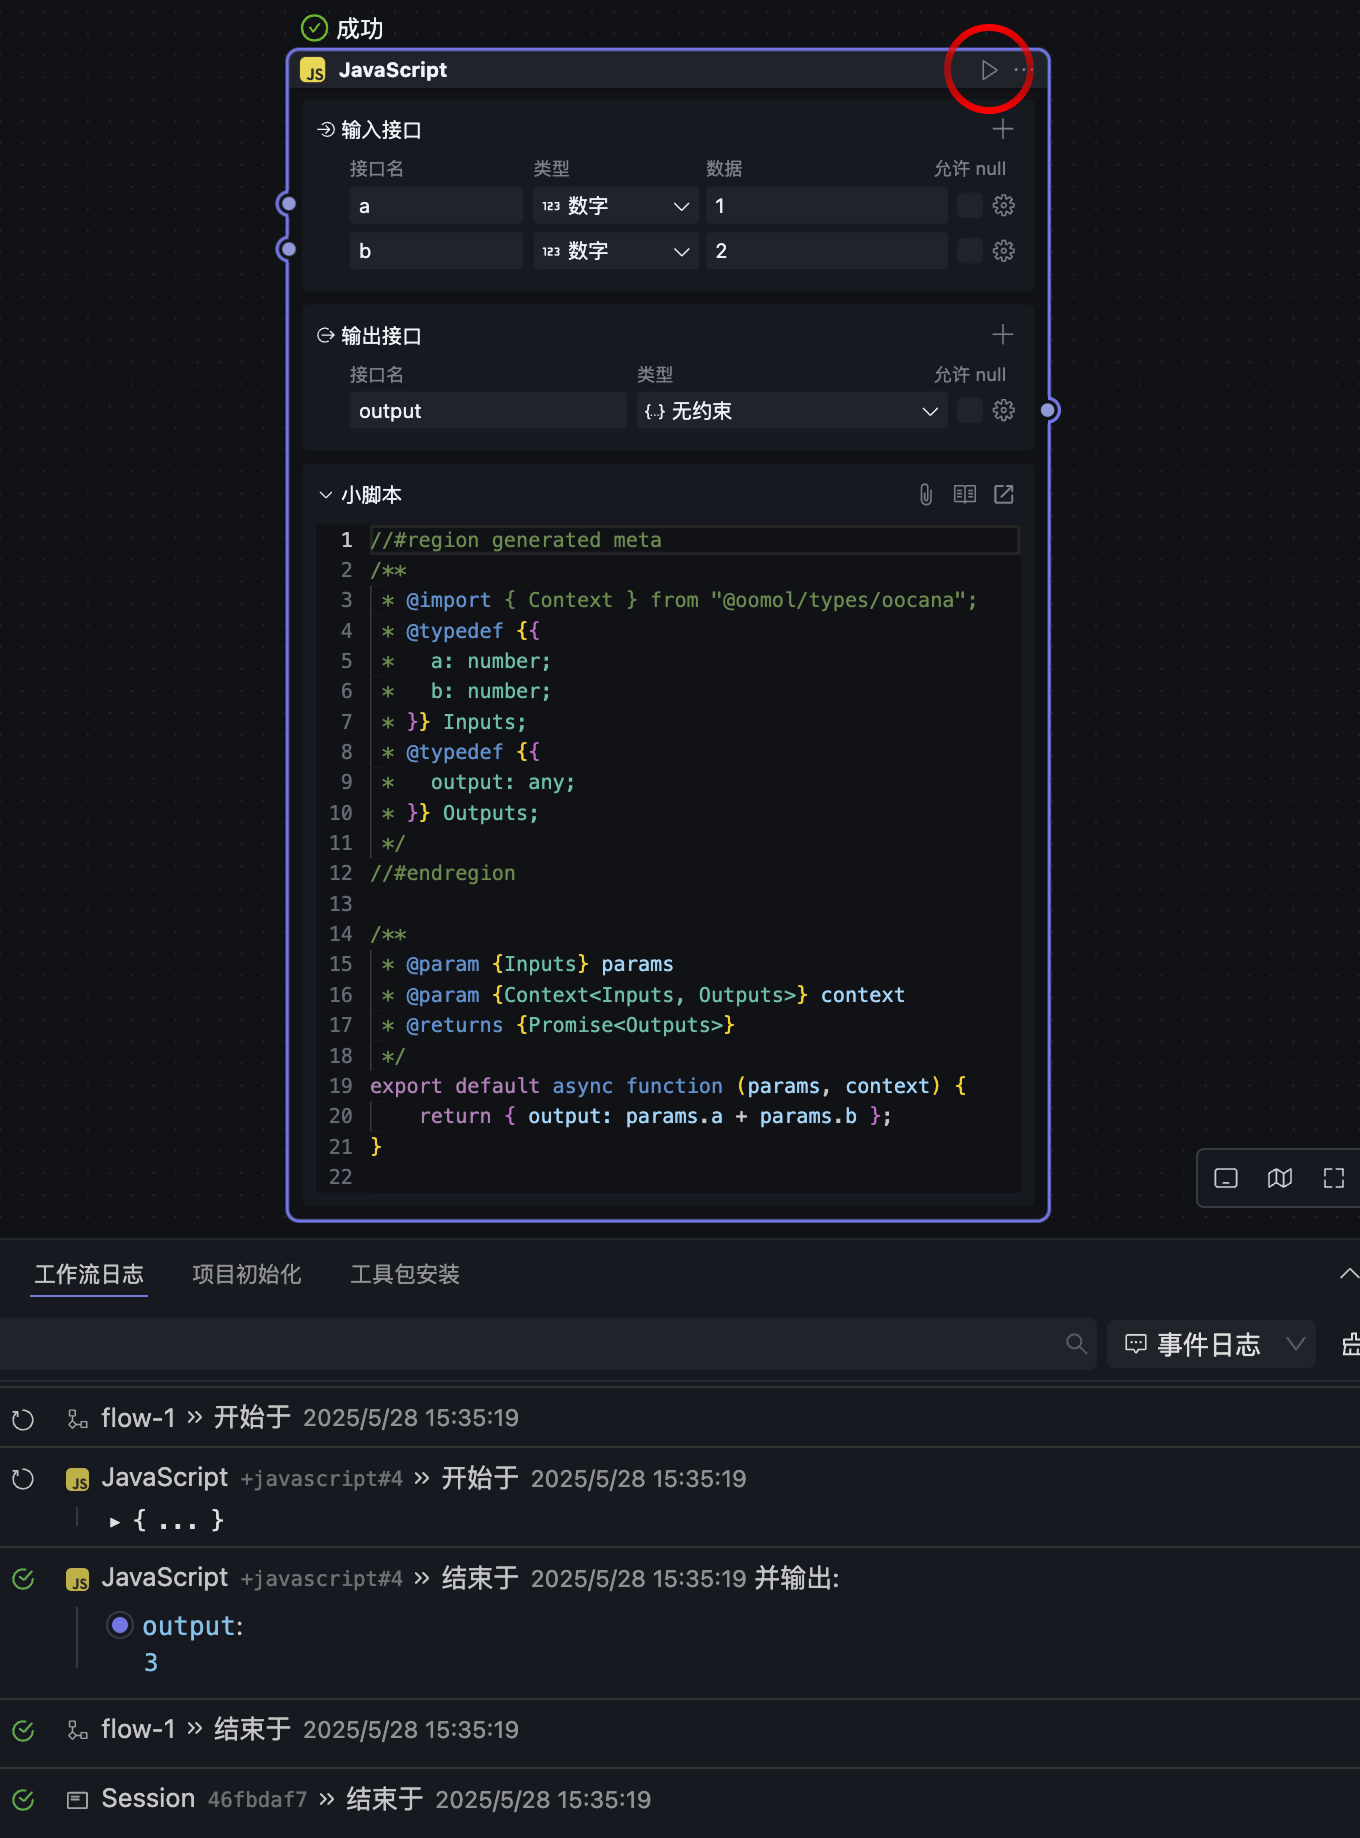 成功
JS JavaScript
输入接口
接口名 类型 数据 允许 null
a 123 数字 1
b 123 数字 2
输出接口
接口名 类型 允许 null
output {..} 无约束
小脚本
1 //#region generated meta
2 /**
3 * @import { Context } from "@oomol/types/oocana";
4 * @typedef {{
5 *   a: number;
6 *   b: number;
7 * }} Inputs;
8 * @typedef {{
9 *   output: any;
10 * }} Outputs;
11 */
12 //#endregion
13
14 /**
15 * @param {Inputs} params
16 * @param {Context<Inputs, Outputs>} context
17 * @returns {Promise<Outputs>}
18 */
19 export default async function (params, context) {
20     return { output: params.a + params.b };
21 }
22
工作流日志 项目初始化 工具包安装
事件日志
flow-1 » 开始于 2025/5/28 15:35:19
JS JavaScript +javascript#4 » 开始于 2025/5/28 15:35:19
▸ { ... }
JS JavaScript +javascript#4 » 结束于 2025/5/28 15:35:19 并输出:
output:
3
flow-1 » 结束于 2025/5/28 15:35:19
Session 46fbdaf7 » 结束于 2025/5/28 15:35:19